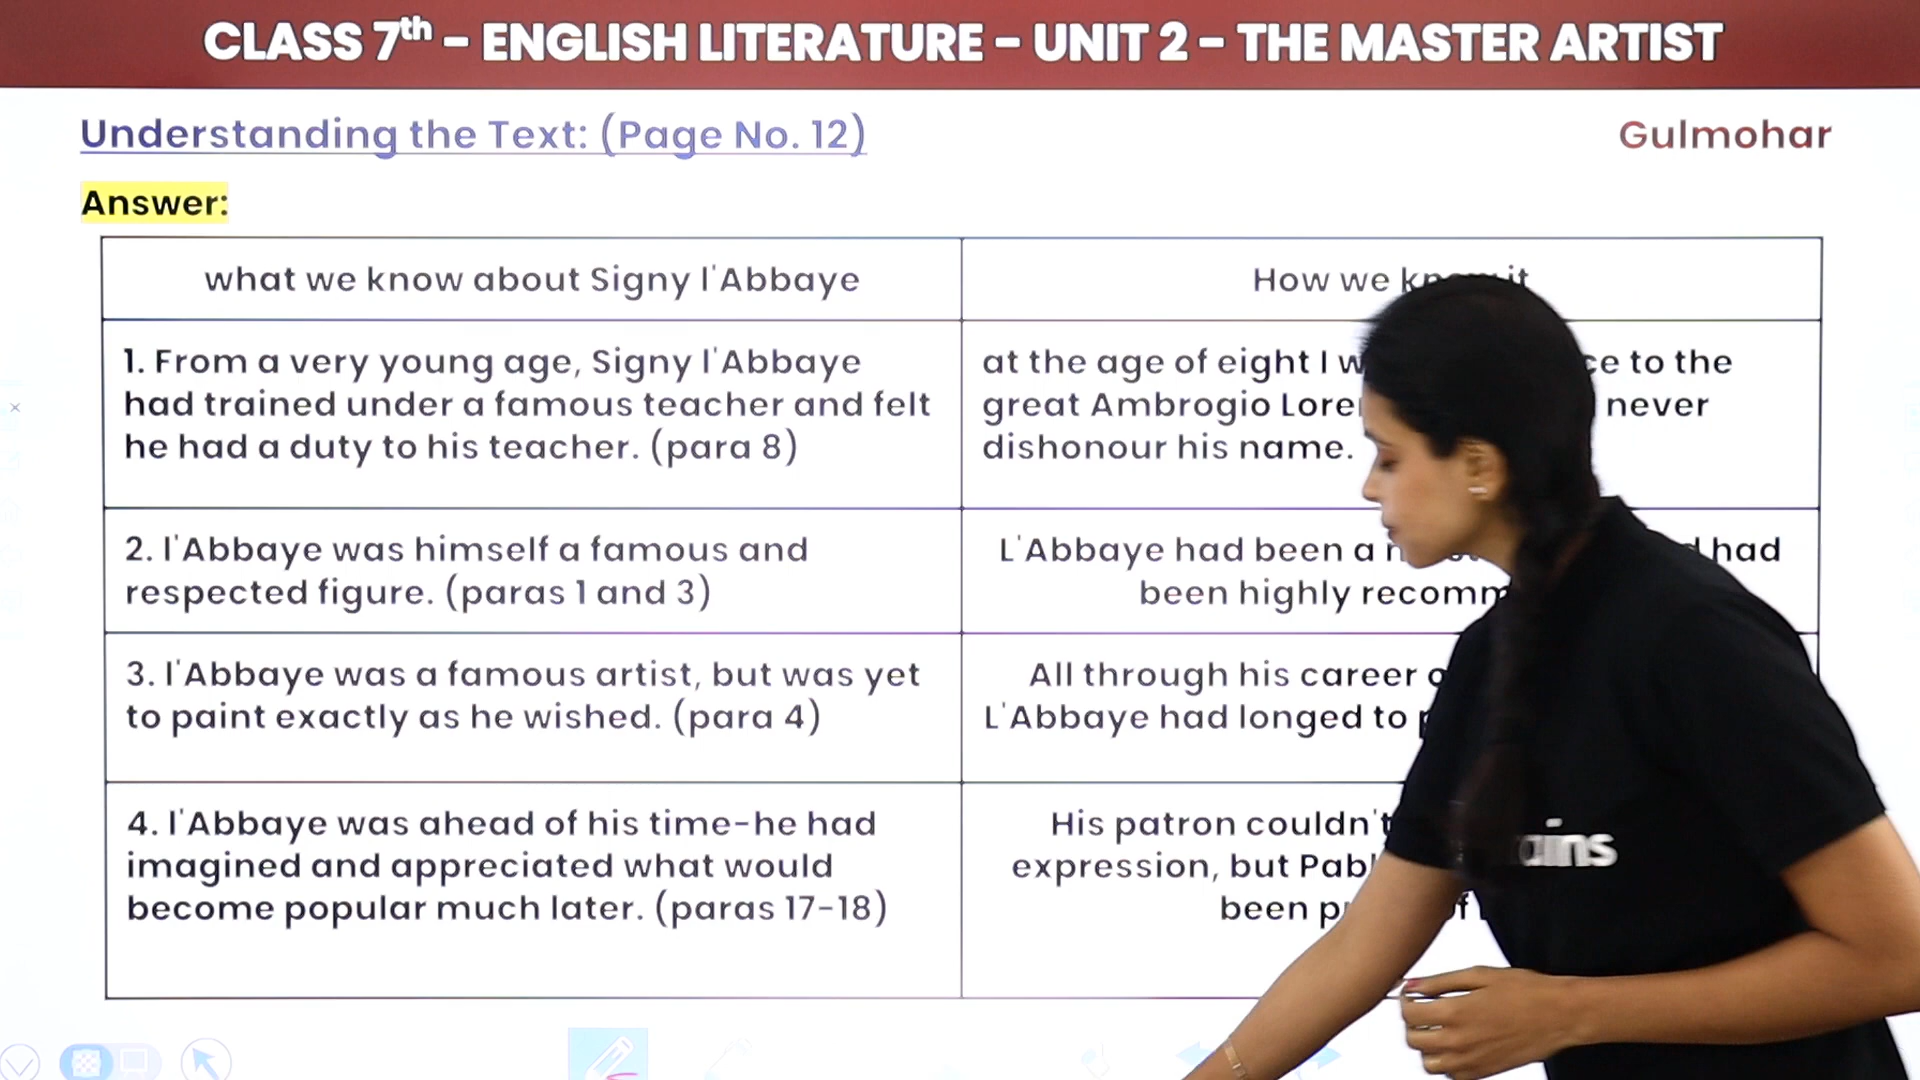 CLASS 7th – ENGLISH LITERATURE – UNIT 2 – THE MASTER ARTIST
Understanding the Text: (Page No. 12)
Gulmohar
Answer:
what we know about Signy l'Abbaye
How we know it
1. From a very young age, Signy l'Abbaye
had trained under a famous teacher and felt
he had a duty to his teacher. (para 8)
at the age of eight I to the
great Ambrogio never
dishonour his name.
2. l'Abbaye was himself a famous and
respected figure. (paras 1 and 3)
L'Abbaye had been a had
been highly
3. l'Abbaye was a famous artist, but was yet
to paint exactly as he wished. (para 4)
All through his career
L'Abbaye had longed to
4. l'Abbaye was ahead of his time-he had
imagined and appreciated what would
become popular much later. (paras 17-18)
His patron couldn't
expression, but
been